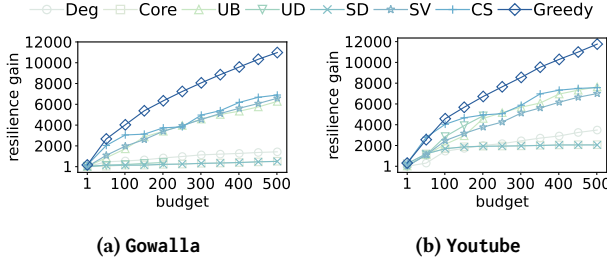 Deg Core UB UD SD SV CS Greedy
12000 12000
10000 10000
8000 8000
6000 6000
4000 4000
2000 2000
1 1
resilience gain resilience gain
1 100 200 300 400 500 1 100 200 300 400 500
budget budget
(a) Gowalla (b) Youtube